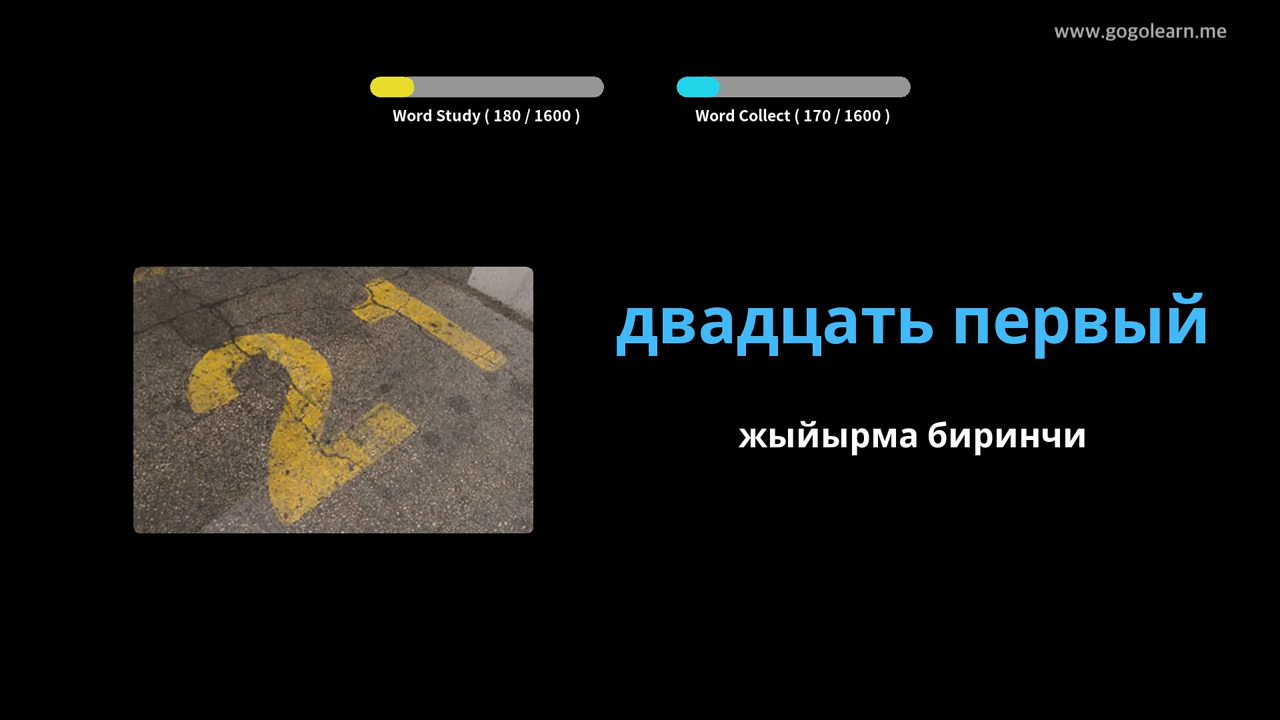 www.gogolearn.me
Word Study ( 180 / 1600 )
Word Collect ( 170 / 1600 )
21
двадцать первый
жыйырма биринчи